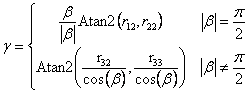 γ = { β/|β| Atan2(r₁₂, r₂₂) |β| = π/2
Atan2(r₃₂/cos(β), r₃₃/cos(β)) |β| ≠ π/2